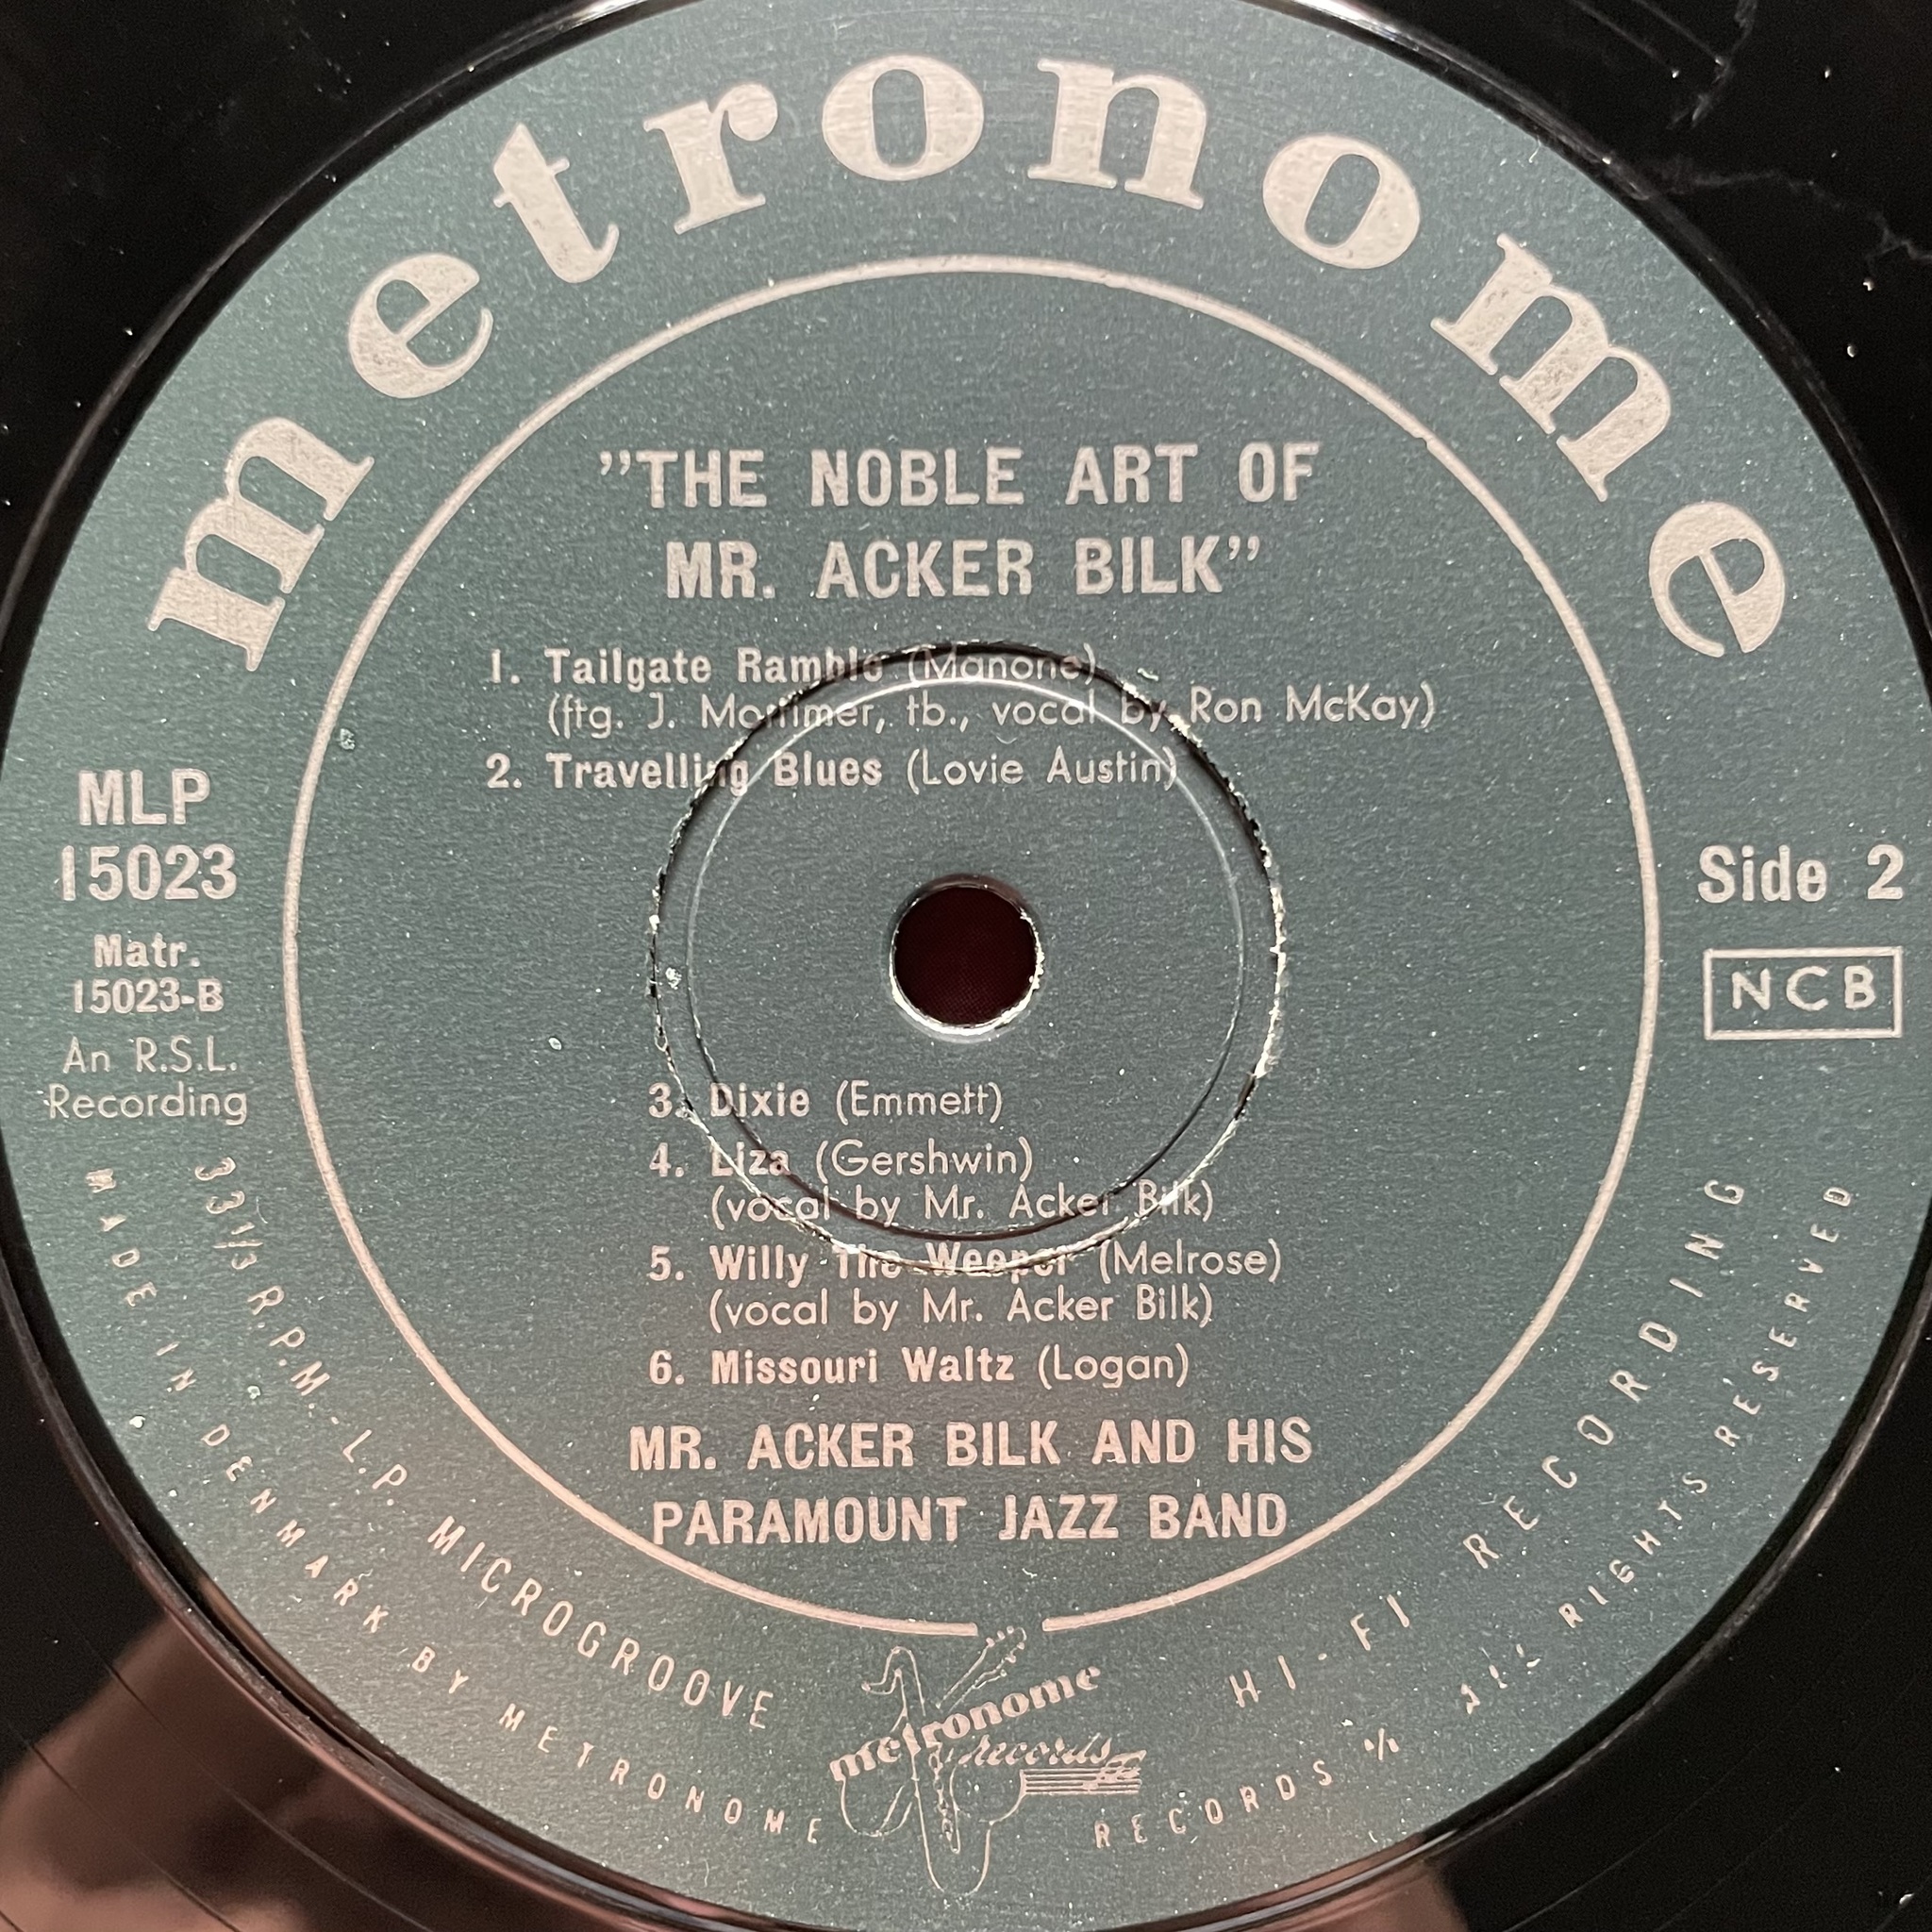 metronome
”THE NOBLE ART OF
MR. ACKER BILK”
1. Tailgate Ramble (Manone)
(ftg. J. Mortimer, tb., vocal by Ron McKay)
2. Travelling Blues (Lovie Austin)
MLP
15023
Matr.
15023-B
An R.S.L.
Recording
Side 2
NCB
3. Dixie (Emmett)
4. Liza (Gershwin)
(vocal by Mr. Acker Bilk)
5. Willy The Weeper (Melrose)
(vocal by Mr. Acker Bilk)
6. Missouri Waltz (Logan)
MR. ACKER BILK AND HIS
PARAMOUNT JAZZ BAND
33 1/3 R.P.M. - L.P. MICROGROOVE HI-FI RECORDING
metronome
records
MADE IN DENMARK BY METRONOME RECORDS A/S ALL RIGHTS RESERVED